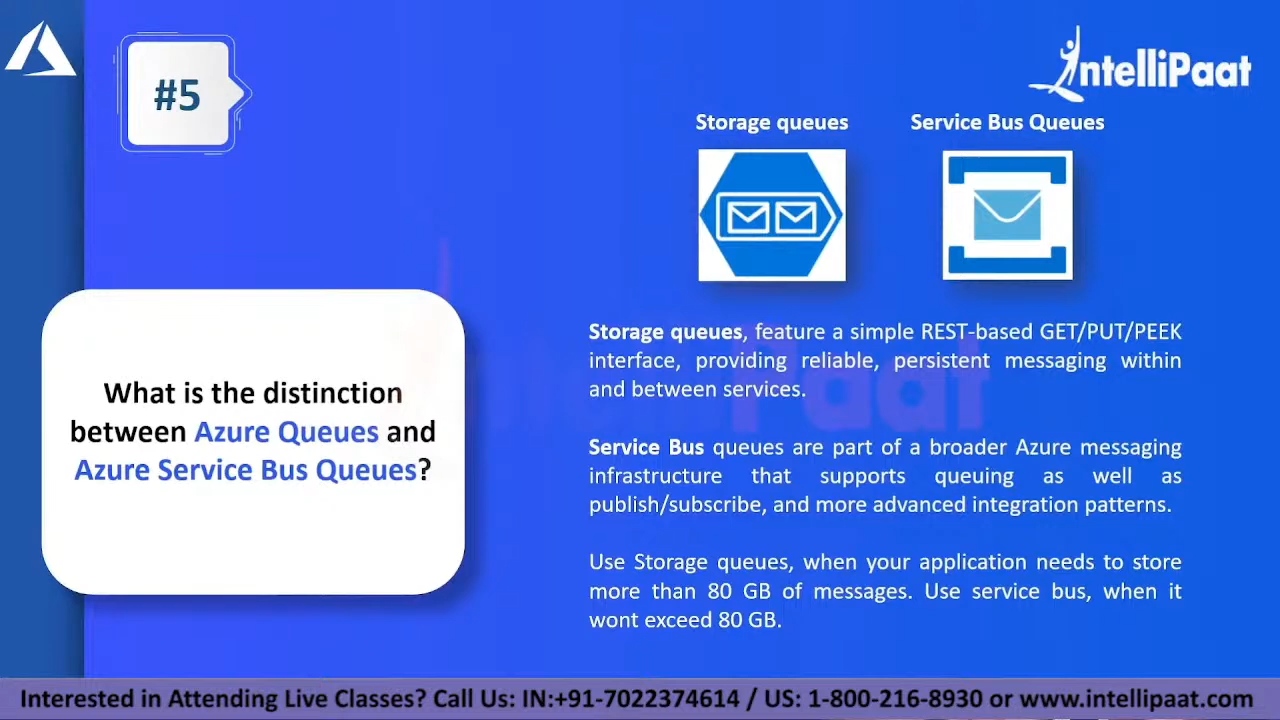 #5
IntelliPaat
Storage queues
Service Bus Queues
What is the distinction
between Azure Queues and
Azure Service Bus Queues?
Storage queues, feature a simple REST-based GET/PUT/PEEK
interface, providing reliable, persistent messaging within
and between services.
Service Bus queues are part of a broader Azure messaging
infrastructure that supports queuing as well as
publish/subscribe, and more advanced integration patterns.
Use Storage queues, when your application needs to store
more than 80 GB of messages. Use service bus, when it
wont exceed 80 GB.
IntelliPaat
Interested in Attending Live Classes? Call Us: IN:+91-7022374614 / US: 1-800-216-8930 or www.intellipaat.com